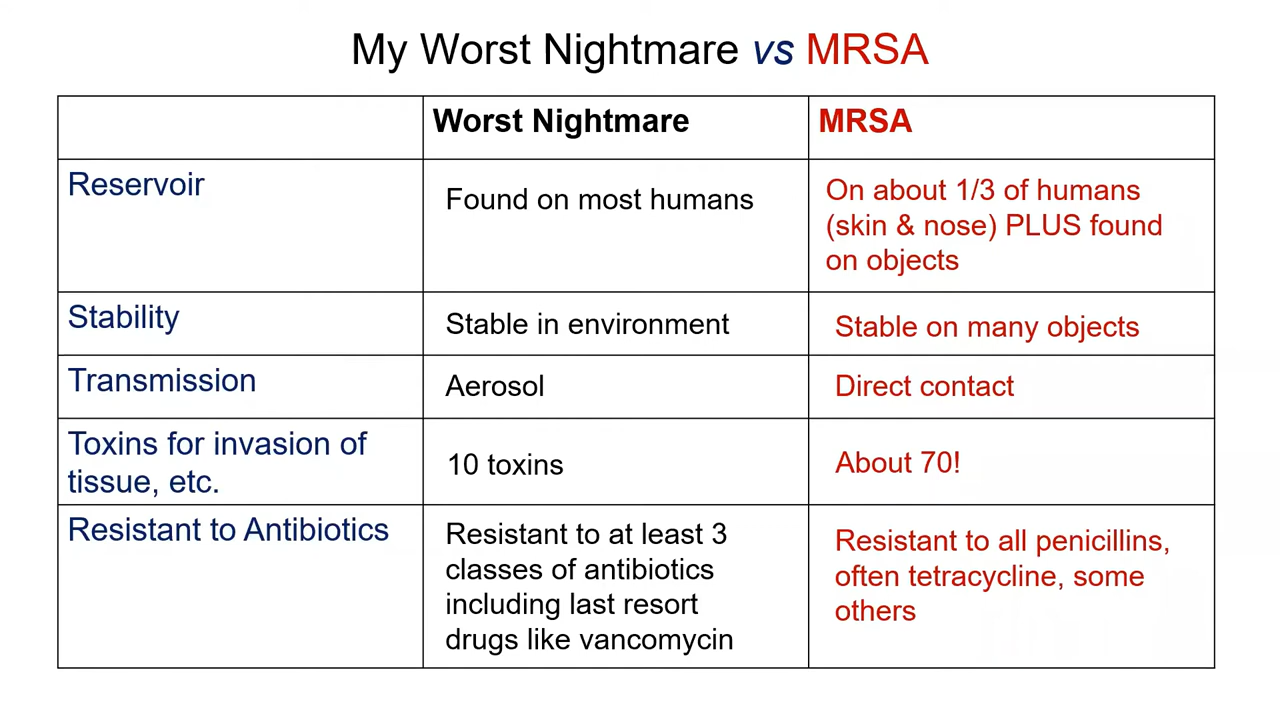 My Worst Nightmare vs MRSA
Worst Nightmare
MRSA
Reservoir
Found on most humans
On about 1/3 of humans
(skin & nose) PLUS found
on objects
Stability
Stable in environment
Stable on many objects
Transmission
Aerosol
Direct contact
Toxins for invasion of
tissue, etc.
10 toxins
About 70!
Resistant to Antibiotics
Resistant to at least 3
classes of antibiotics
including last resort
drugs like vancomycin
Resistant to all penicillins,
often tetracycline, some
others